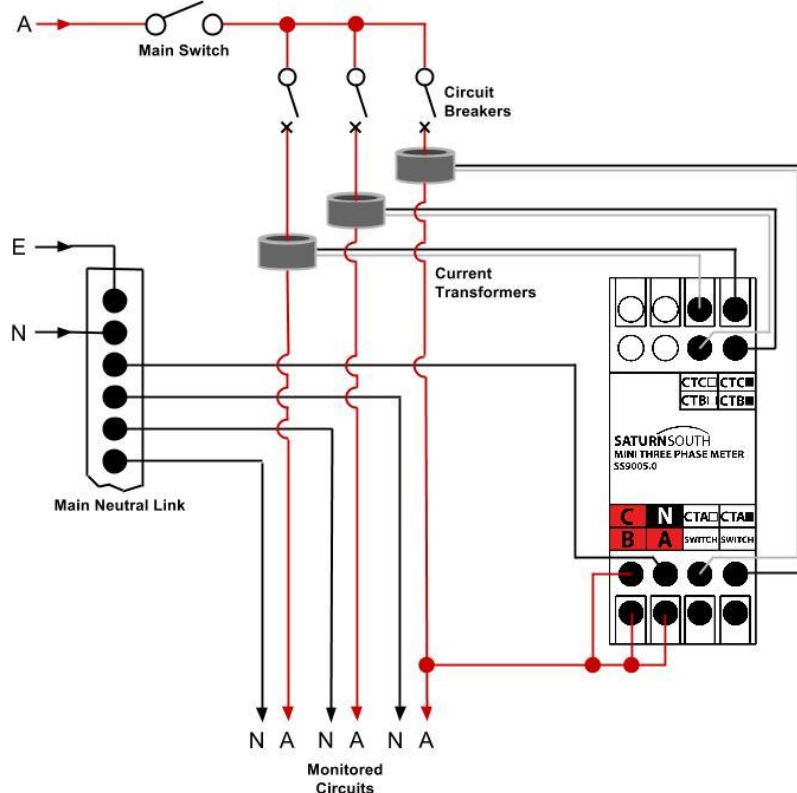 A
Main Switch
Circuit
Breakers
E
Current
Transformers
N
CTC□ CTC■
CTB□ CTB■
SATURNSOUTH
MINI THREE PHASE METER
SS9005.0
Main Neutral Link
C N CTA□ CTA■
B A SWITCH SWITCH
N A N A N A
Monitored
Circuits